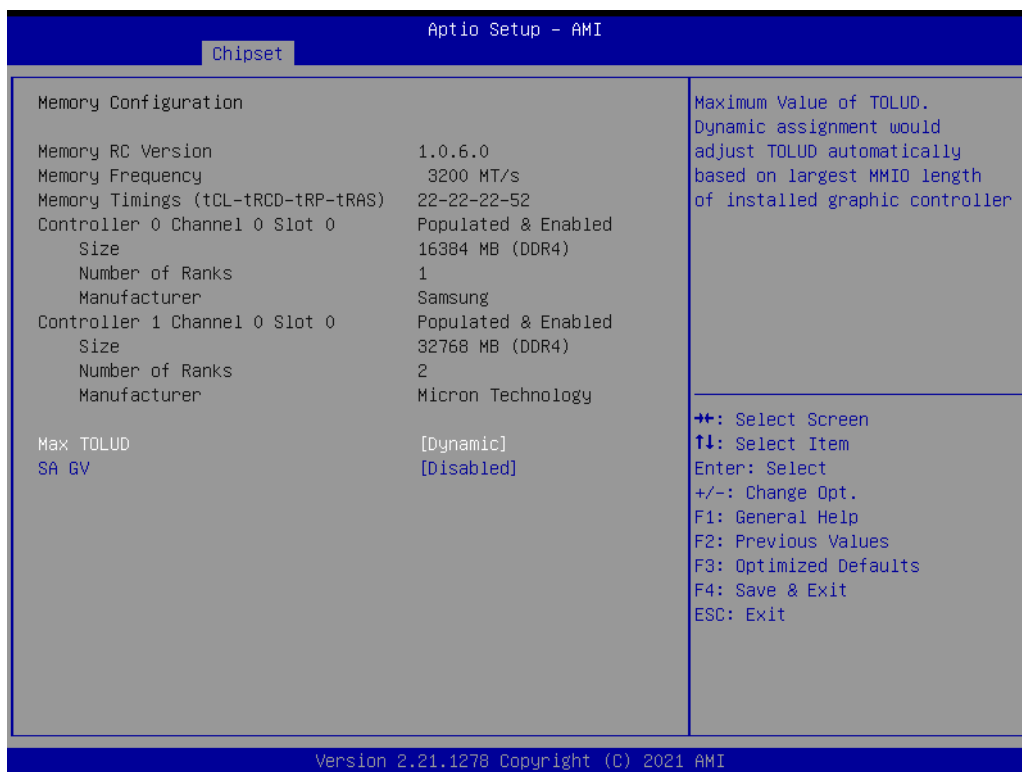 Aptio Setup – AMI
Chipset
Memory Configuration
Memory RC Version 1.0.6.0
Memory Frequency 3200 MT/s
Memory Timings (tCL-tRCD-tRP-tRAS) 22-22-22-52
Controller 0 Channel 0 Slot 0 Populated & Enabled
Size 16384 MB (DDR4)
Number of Ranks 1
Manufacturer Samsung
Controller 1 Channel 0 Slot 0 Populated & Enabled
Size 32768 MB (DDR4)
Number of Ranks 2
Manufacturer Micron Technology
Max TOLUD [Dynamic]
SA GV [Disabled]
Maximum Value of TOLUD.
Dynamic assignment would
adjust TOLUD automatically
based on largest MMIO length
of installed graphic controller
→←: Select Screen
↑↓: Select Item
Enter: Select
+/-: Change Opt.
F1: General Help
F2: Previous Values
F3: Optimized Defaults
F4: Save & Exit
ESC: Exit
Version 2.21.1278 Copyright (C) 2021 AMI